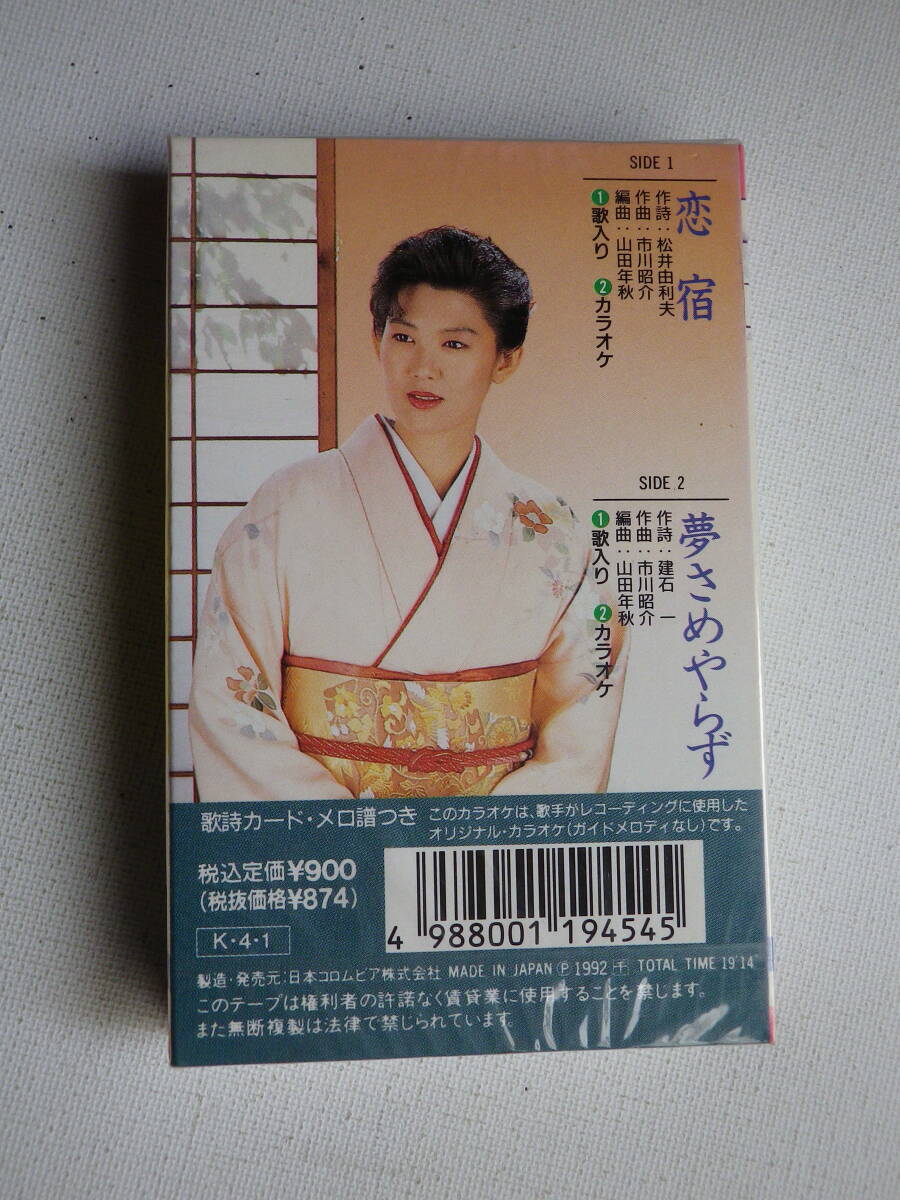 SIDE 1
恋宿
作詩：松井由利夫
作曲：市川昭介
編曲：山田年秋
❶歌入り ❷カラオケ
SIDE 2
夢さめやらず
作詩：建石 一
作曲：市川昭介
編曲：山田年秋
❶歌入り ❷カラオケ
歌詩カード・メロ譜つき
このカラオケは、歌手がレコーディングに使用した
オリジナル・カラオケ(ガイドメロディなし)です。
税込定価¥900
(税抜価格¥874)
K・4・1
4 988001 194545
製造・発売元:日本コロムビア株式会社 MADE IN JAPAN Ⓟ 1992 千 TOTAL TIME 19'14"
このテープは権利者の許諾なく賃貸業に使用することを禁じます。
また無断複製は法律で禁じられています。